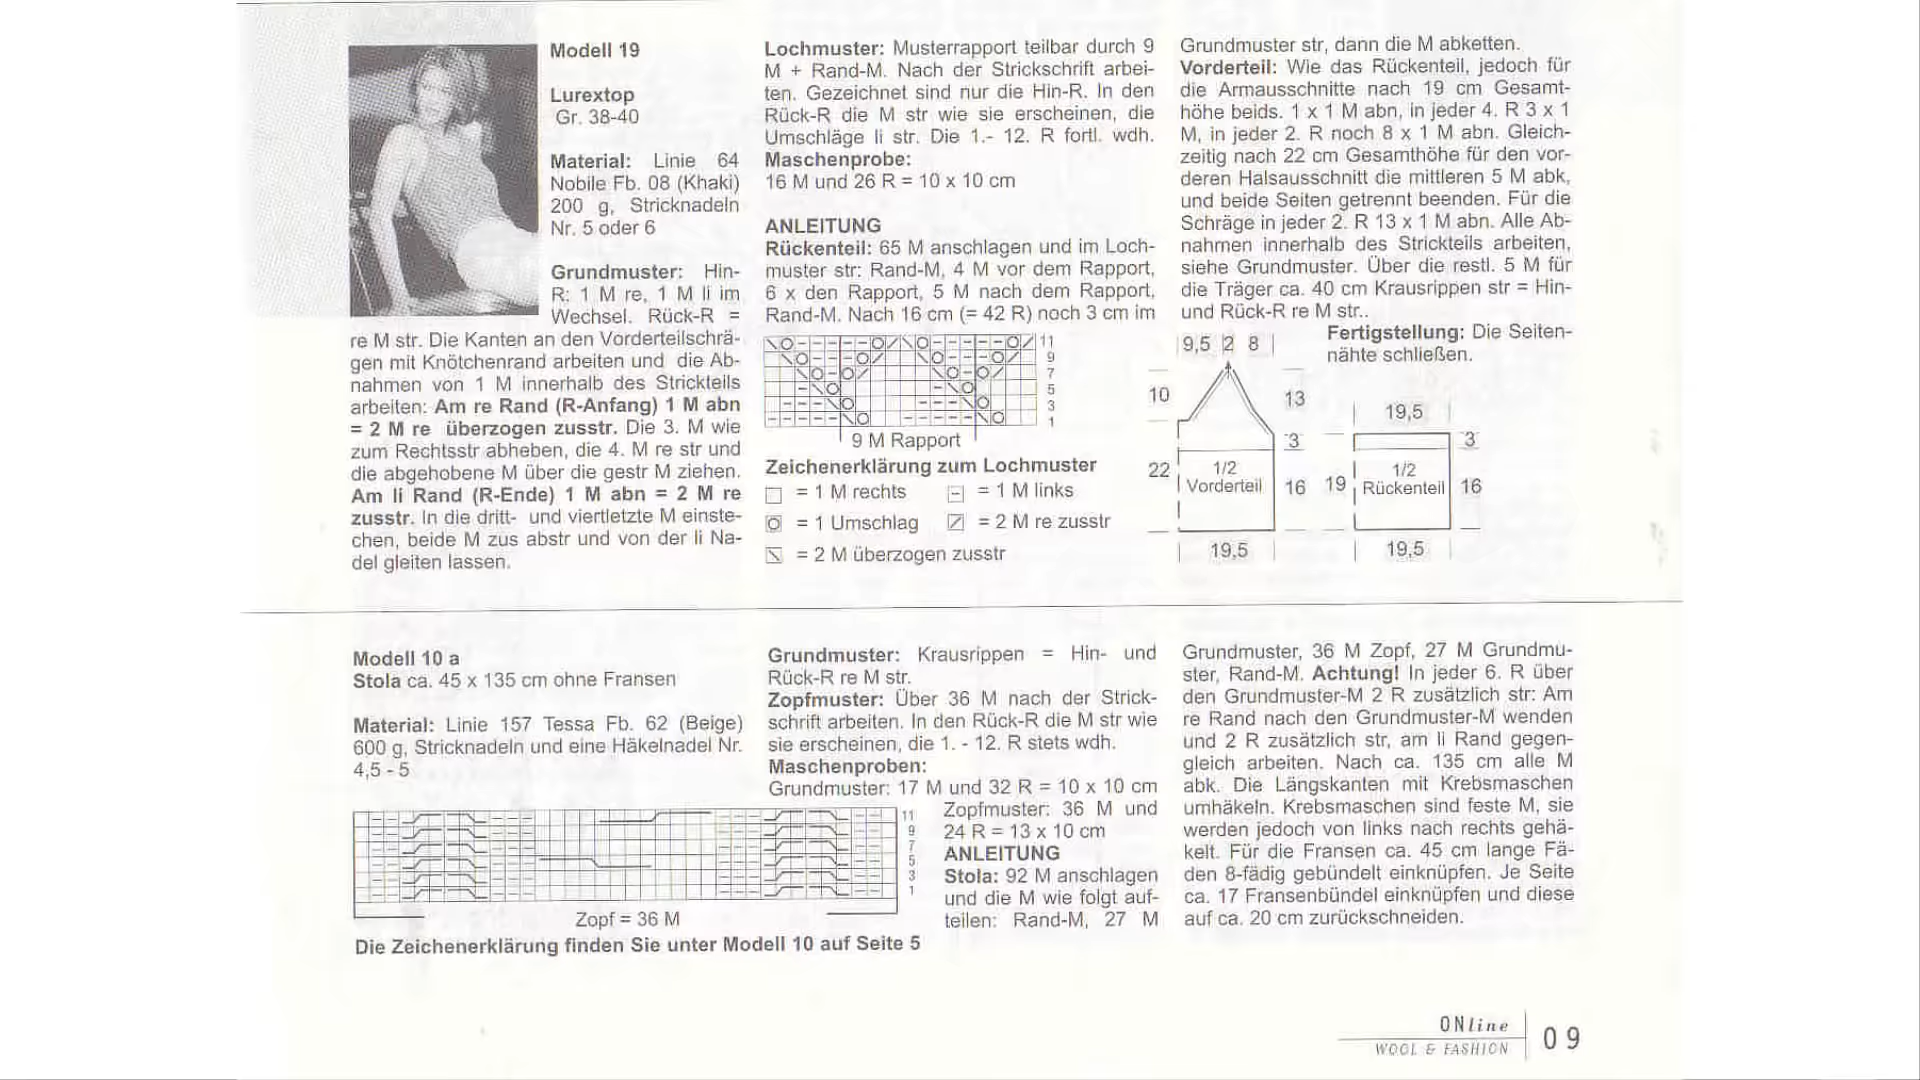 Modell 19
Lurextop
Gr. 38-40
Material: Linie 64
Nobile Fb. 08 (Khaki)
200 g, Stricknadeln
Nr. 5 oder 6
Grundmuster: Hin-
R: 1 M re, 1 M li im
Wechsel. Rück-R =
re M str. Die Kanten an den Vorderteilschrä-
gen mit Knötchenrand arbeiten und die Ab-
nahmen von 1 M innerhalb des Strickteils
arbeiten: Am re Rand (R-Anfang) 1 M abn
= 2 M re überzogen zusstr. Die 3. M wie
zum Rechtsstr abheben, die 4. M re str und
die abgehobene M über die gestr M ziehen.
Am li Rand (R-Ende) 1 M abn = 2 M re
zusstr. In die dritt- und viertletzte M einste-
chen, beide M zus abstr und von der li Na-
del gleiten lassen.
Lochmuster: Musterrapport teilbar durch 9
M + Rand-M. Nach der Strickschrift arbei-
ten. Gezeichnet sind nur die Hin-R. In den
Rück-R die M str wie sie erscheinen, die
Umschläge li str. Die 1.- 12. R fortl. wdh.
Maschenprobe:
16 M und 26 R = 10 x 10 cm
ANLEITUNG
Rückenteil: 65 M anschlagen und im Loch-
muster str: Rand-M, 4 M vor dem Rapport,
6 x den Rapport, 5 M nach dem Rapport,
Rand-M. Nach 16 cm (= 42 R) noch 3 cm im
11
9
7
5
3
1
9 M Rapport
Zeichenerklärung zum Lochmuster
= 1 M rechts = 1 M links
= 1 Umschlag = 2 M re zusstr
= 2 M überzogen zusstr
Grundmuster str, dann die M abketten.
Vorderteil: Wie das Rückenteil, jedoch für
die Armausschnitte nach 19 cm Gesamt-
höhe beids. 1 x 1 M abn, in jeder 4. R 3 x 1
M, in jeder 2. R noch 8 x 1 M abn. Gleich-
zeitig nach 22 cm Gesamthöhe für den vor-
deren Halsausschnitt die mittleren 5 M abk,
und beide Seiten getrennt beenden. Für die
Schräge in jeder 2. R 13 x 1 M abn. Alle Ab-
nahmen innerhalb des Strickteils arbeiten,
siehe Grundmuster. Über die restl. 5 M für
die Träger ca. 40 cm Krausrippen str = Hin-
und Rück-R re M str..
Fertigstellung: Die Seiten-
nähte schließen.
9,5 2 8
10 13
19,5
3 3
22 1/2 Vorderteil 16 19 1/2 Rückenteil 16
19,5 19,5
Modell 10 a
Stola ca. 45 x 135 cm ohne Fransen
Material: Linie 157 Tessa Fb. 62 (Beige)
600 g, Stricknadeln und eine Häkelnadel Nr.
4,5 - 5
Grundmuster: Krausrippen = Hin- und
Rück-R re M str.
Zopfmuster: Über 36 M nach der Strick-
schrift arbeiten. In den Rück-R die M str wie
sie erscheinen, die 1. - 12. R stets wdh.
Maschenproben:
Grundmuster: 17 M und 32 R = 10 x 10 cm
Zopfmuster: 36 M und
24 R = 13 x 10 cm
ANLEITUNG
Stola: 92 M anschlagen
und die M wie folgt auf-
teilen: Rand-M, 27 M
11
9
7
5
3
1
Zopf = 36 M
Die Zeichenerklärung finden Sie unter Modell 10 auf Seite 5
Grundmuster, 36 M Zopf, 27 M Grundmu-
ster, Rand-M. Achtung! In jeder 6. R über
den Grundmuster-M 2 R zusätzlich str: Am
re Rand nach den Grundmuster-M wenden
und 2 R zusätzlich str, am li Rand gegen-
gleich arbeiten. Nach ca. 135 cm alle M
abk. Die Längskanten mit Krebsmaschen
umhäkeln. Krebsmaschen sind feste M, sie
werden jedoch von links nach rechts gehä-
kelt. Für die Fransen ca. 45 cm lange Fä-
den 8-fädig gebündelt einknüpfen. Je Seite
ca. 17 Fransenbündel einknüpfen und diese
auf ca. 20 cm zurückschneiden.
ONline
WOOL & FASHION
09